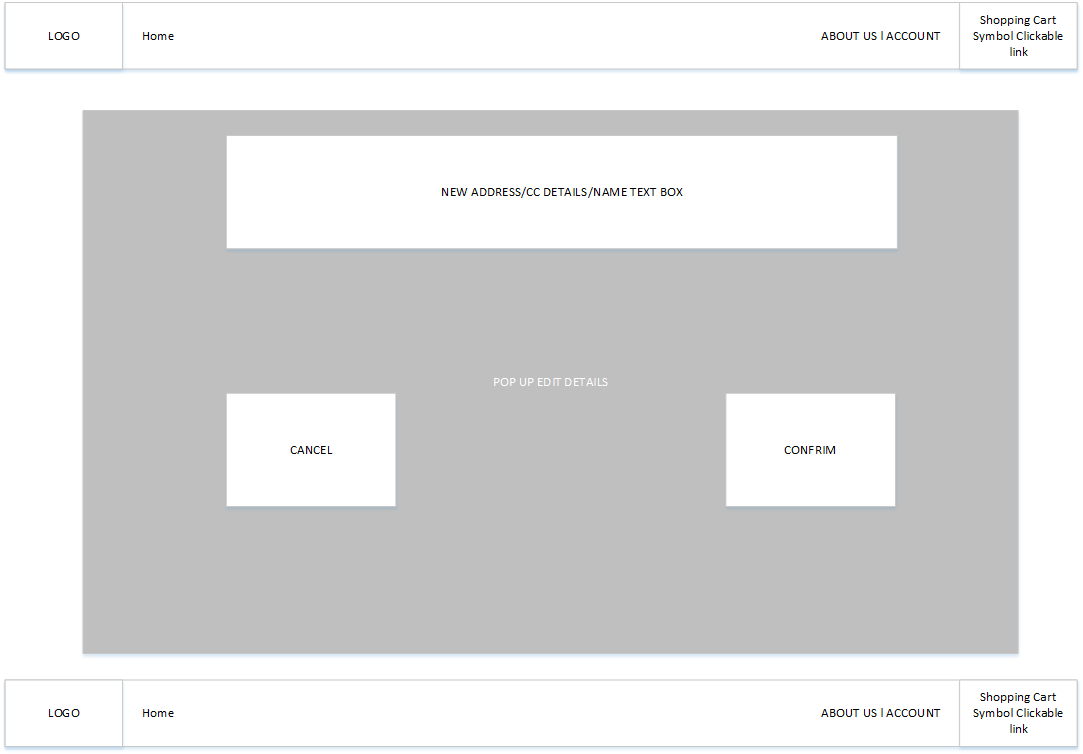 LOGO
Home
ABOUT US | ACCOUNT
Shopping Cart
Symbol Clickable
link
NEW ADDRESS/CC DETAILS/NAME TEXT BOX
POP UP EDIT DETAILS
CANCEL
CONFRIM
LOGO
Home
ABOUT US | ACCOUNT
Shopping Cart
Symbol Clickable
link